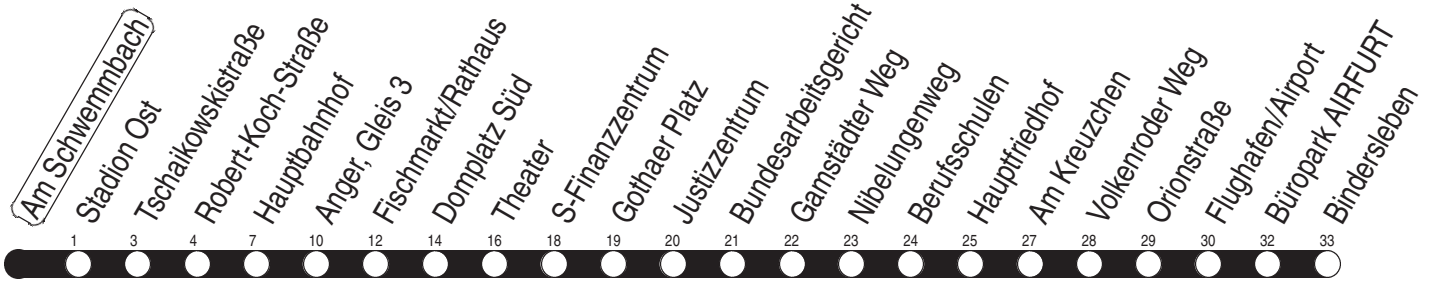 Am Schwemmbach
Stadion Ost
Tschaikowskistraße
Robert-Koch-Straße
Hauptbahnhof
Anger, Gleis 3
Fischmarkt/Rathaus
Domplatz Süd
Theater
S-Finanzzentrum
Gothaer Platz
Justizzentrum
Bundesarbeitsgericht
Gamstädter Weg
Nibelungenweg
Berufsschulen
Hauptfriedhof
Am Kreuzchen
Volkenroder Weg
Orionstraße
Flughafen/Airport
Büropark AIRFURT
Bindersleben
1 3 4 7 10 12 14 16 18 19 20 21 22 23 24 25 27 28 29 30 32 33